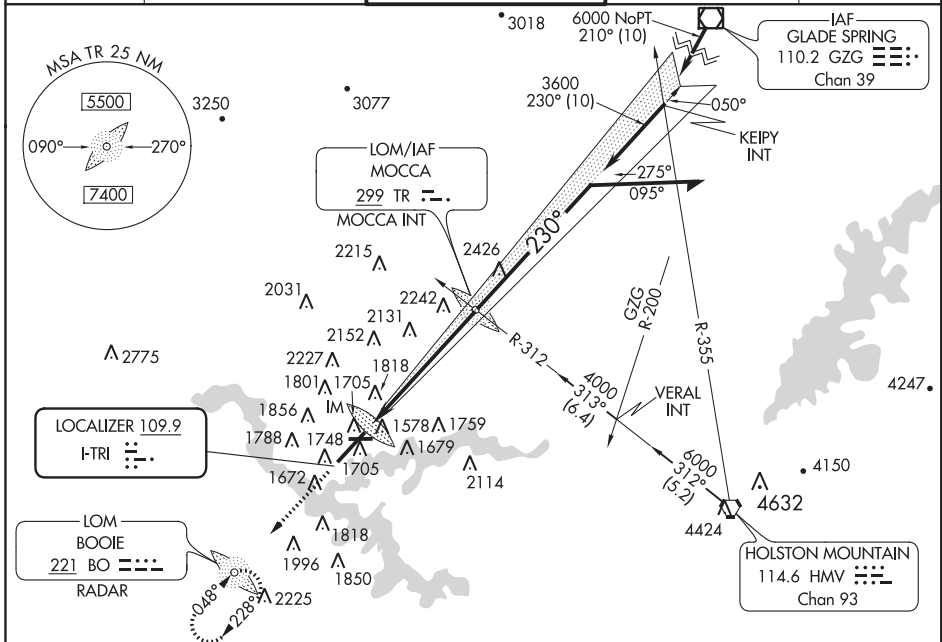 3018
6000 NoPT
210° (10)
IAF
GLADE SPRING
110.2 GZG
Chan 39
MSA TR 25 NM
5500
090°
270°
7400
3250
3077
3600
230° (10)
050°
KEIPY
INT
LOM/IAF
MOCCA
299 TR
MOCCA INT
275°
095°
230°
2426
2215
2242
2031
2131
2152
2227
1818
1801
1705
2775
R-312
GZG
R-200
R-355
4000
313°
(6.4)
VERAL
INT
4247
IM
1856
1578
1759
LOCALIZER 109.9
I-TRI
1788
1748
1679
1705
2114
1672
6000
312°
(5.2)
4150
4632
4424
LOM
BOOIE
221 BO
RADAR
1818
1996
1850
048°
228°
2225
HOLSTON MOUNTAIN
114.6 HMV
Chan 93